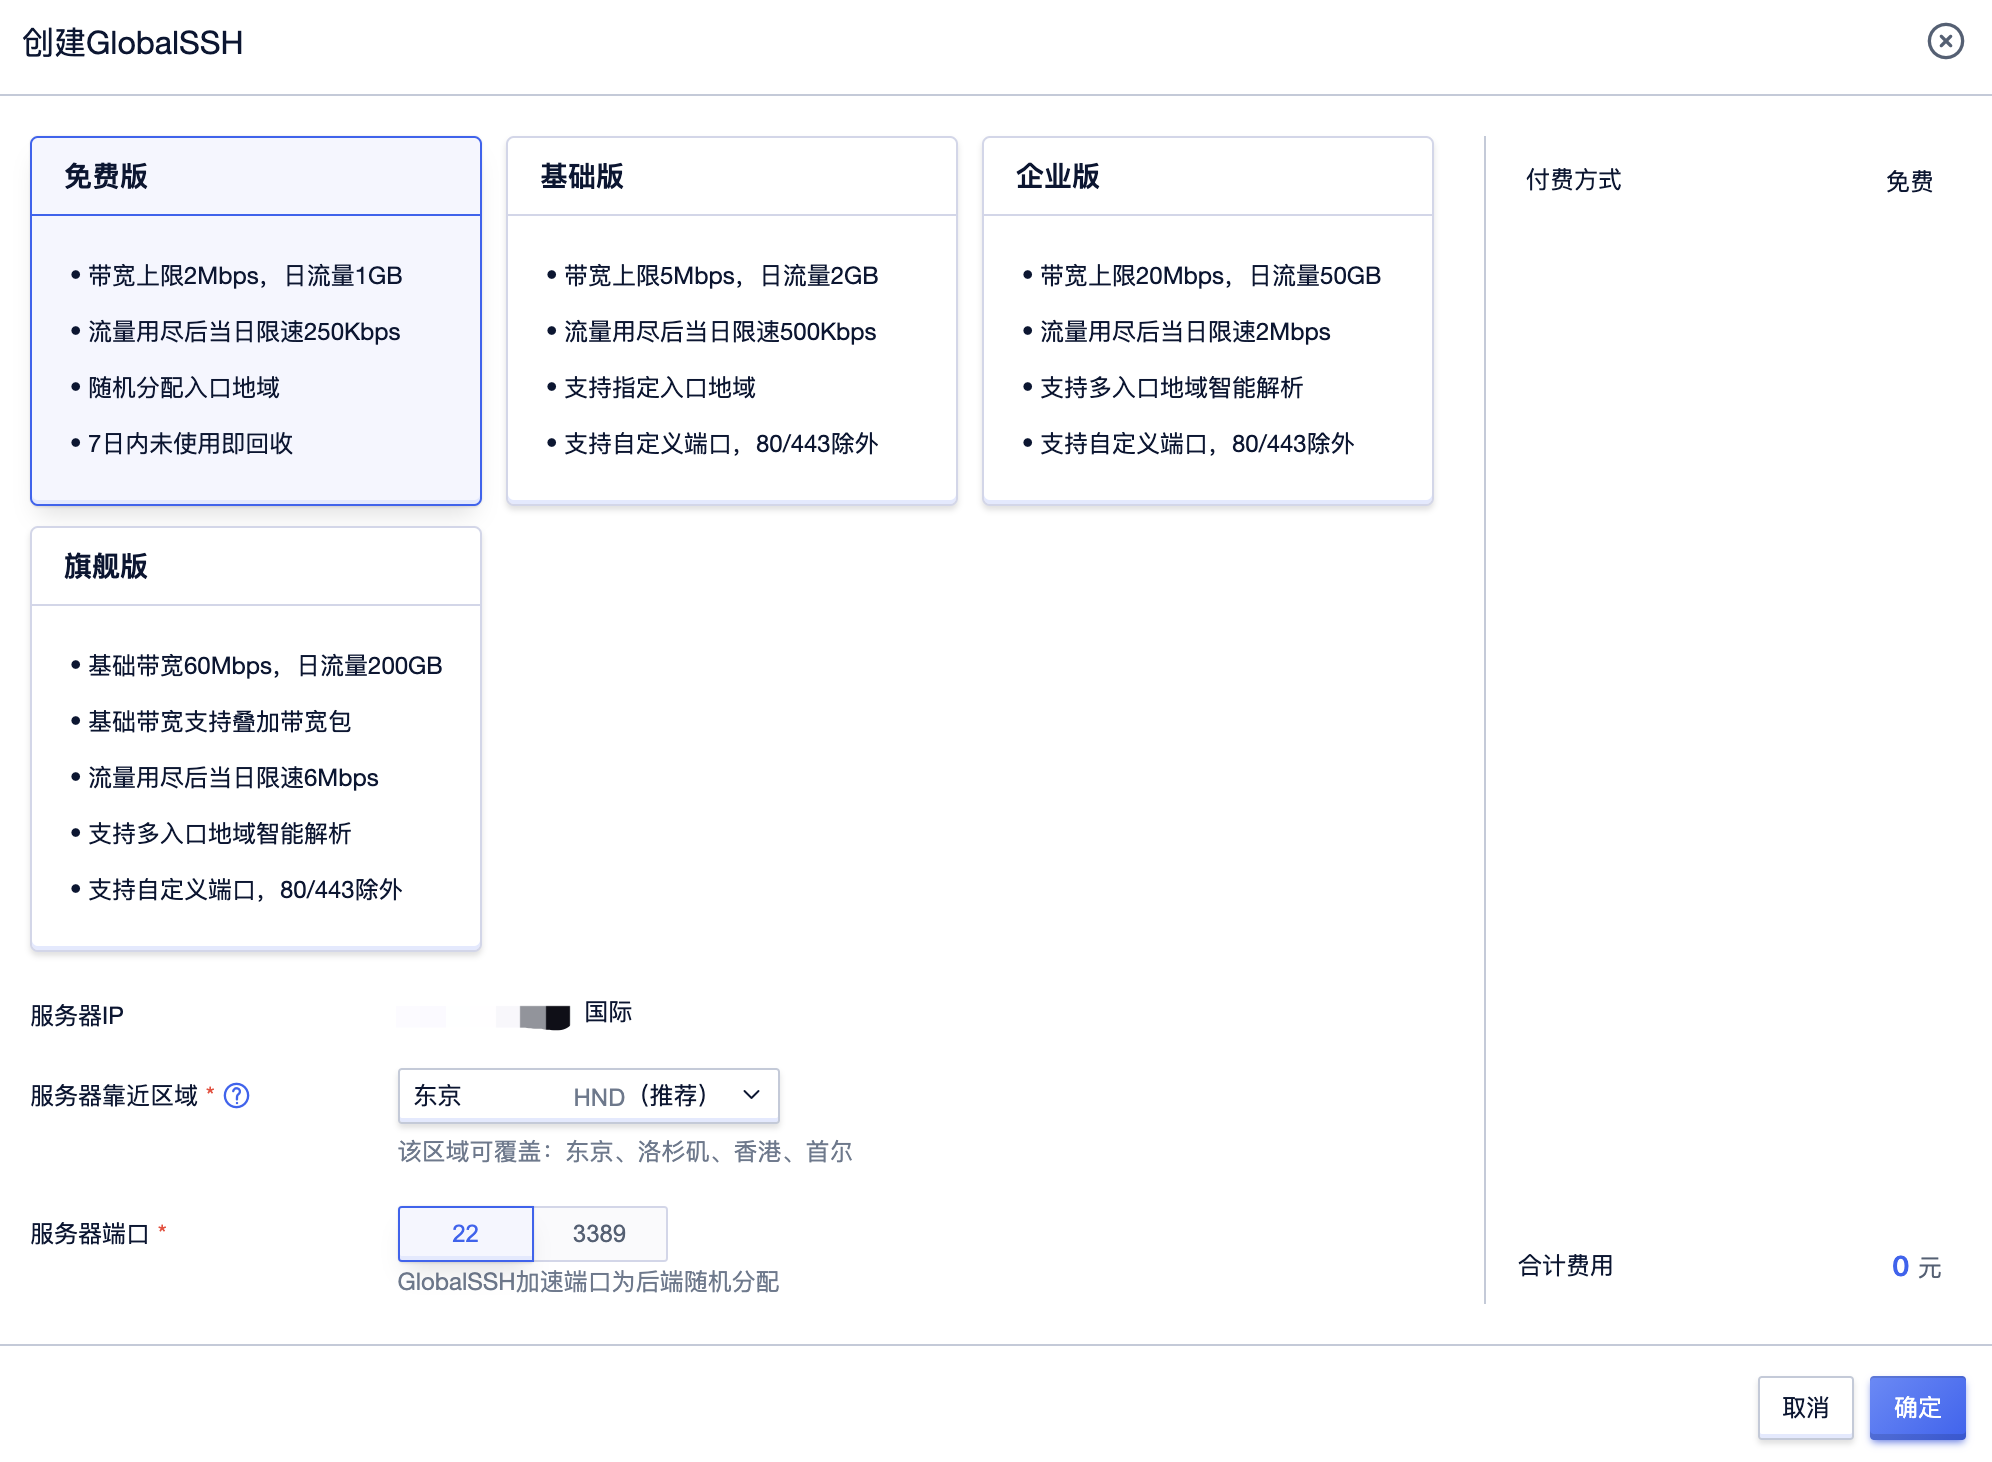 创建GlobalSSH
免费版
• 带宽上限2Mbps，日流量1GB
• 流量用尽后当日限速250Kbps
• 随机分配入口地域
• 7日内未使用即回收
基础版
• 带宽上限5Mbps，日流量2GB
• 流量用尽后当日限速500Kbps
• 支持指定入口地域
• 支持自定义端口，80/443除外
企业版
• 带宽上限20Mbps，日流量50GB
• 流量用尽后当日限速2Mbps
• 支持多入口地域智能解析
• 支持自定义端口，80/443除外
旗舰版
• 基础带宽60Mbps，日流量200GB
• 基础带宽支持叠加带宽包
• 流量用尽后当日限速6Mbps
• 支持多入口地域智能解析
• 支持自定义端口，80/443除外
服务器IP 国际
服务器靠近区域 * ? 东京 HND（推荐）
该区域可覆盖：东京、洛杉矶、香港、首尔
服务器端口 * 22 3389
GlobalSSH加速端口为后端随机分配
付费方式 免费
合计费用 0 元
取消 确定